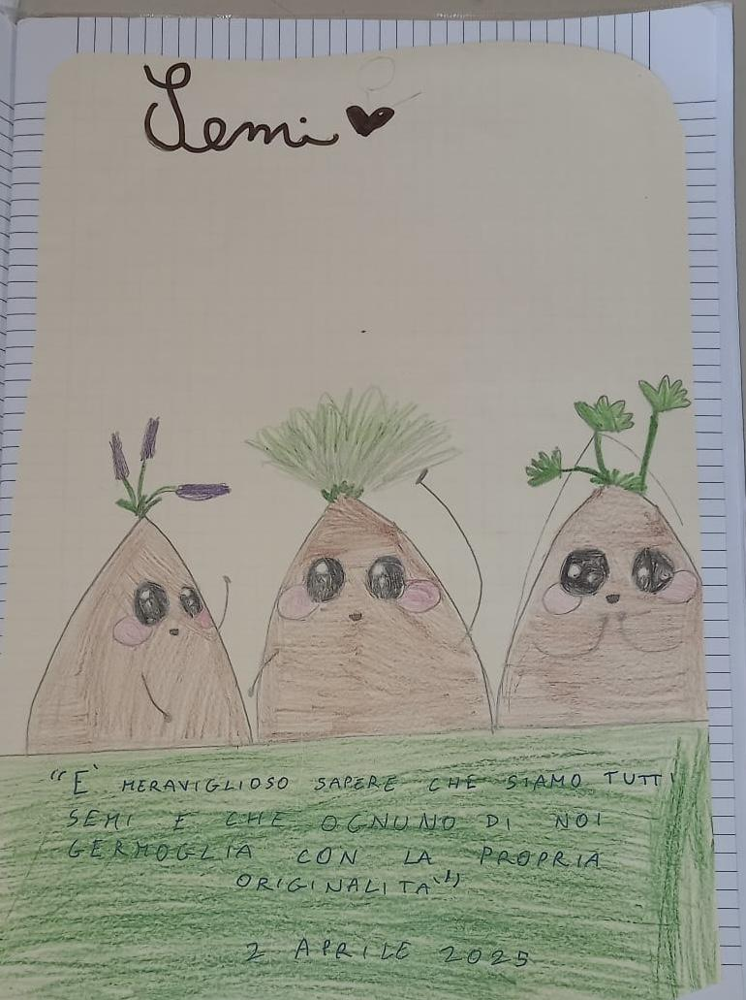 Semi
"E' MERAVIGLIOSO SAPERE CHE SIAMO TUTTI
SEMI E CHE OGNUNO DI NOI
GERMOGLIA CON LA PROPRIA
ORIGINALITA'"
2 APRILE 2025